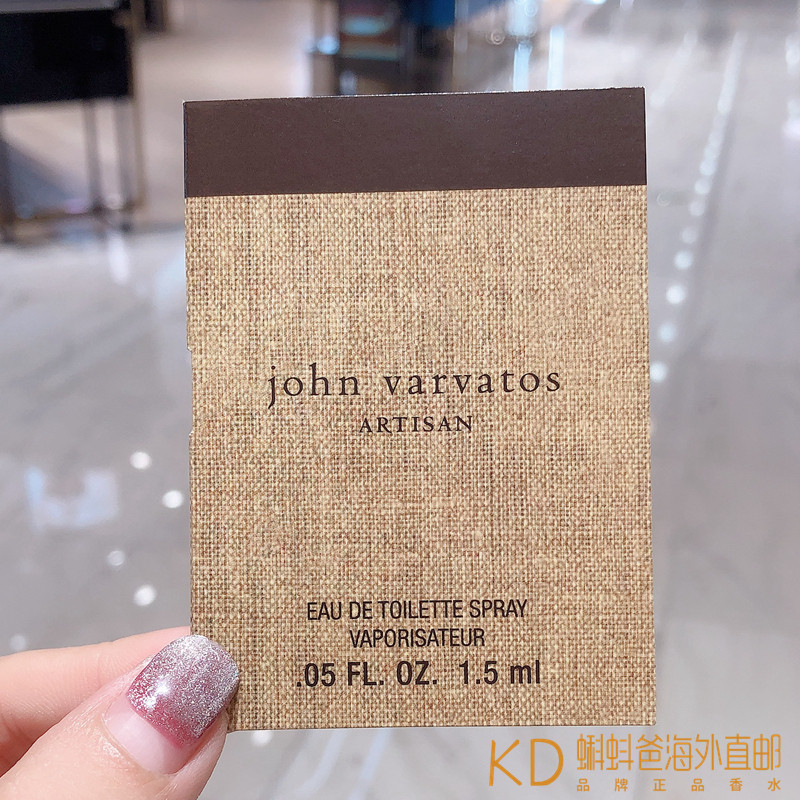 john varvatos
ARTISAN
EAU DE TOILETTE SPRAY
VAPORISATEUR
.05 FL. OZ. 1.5 ml
KD 蝌蚪爸海外直邮
品牌正品香水